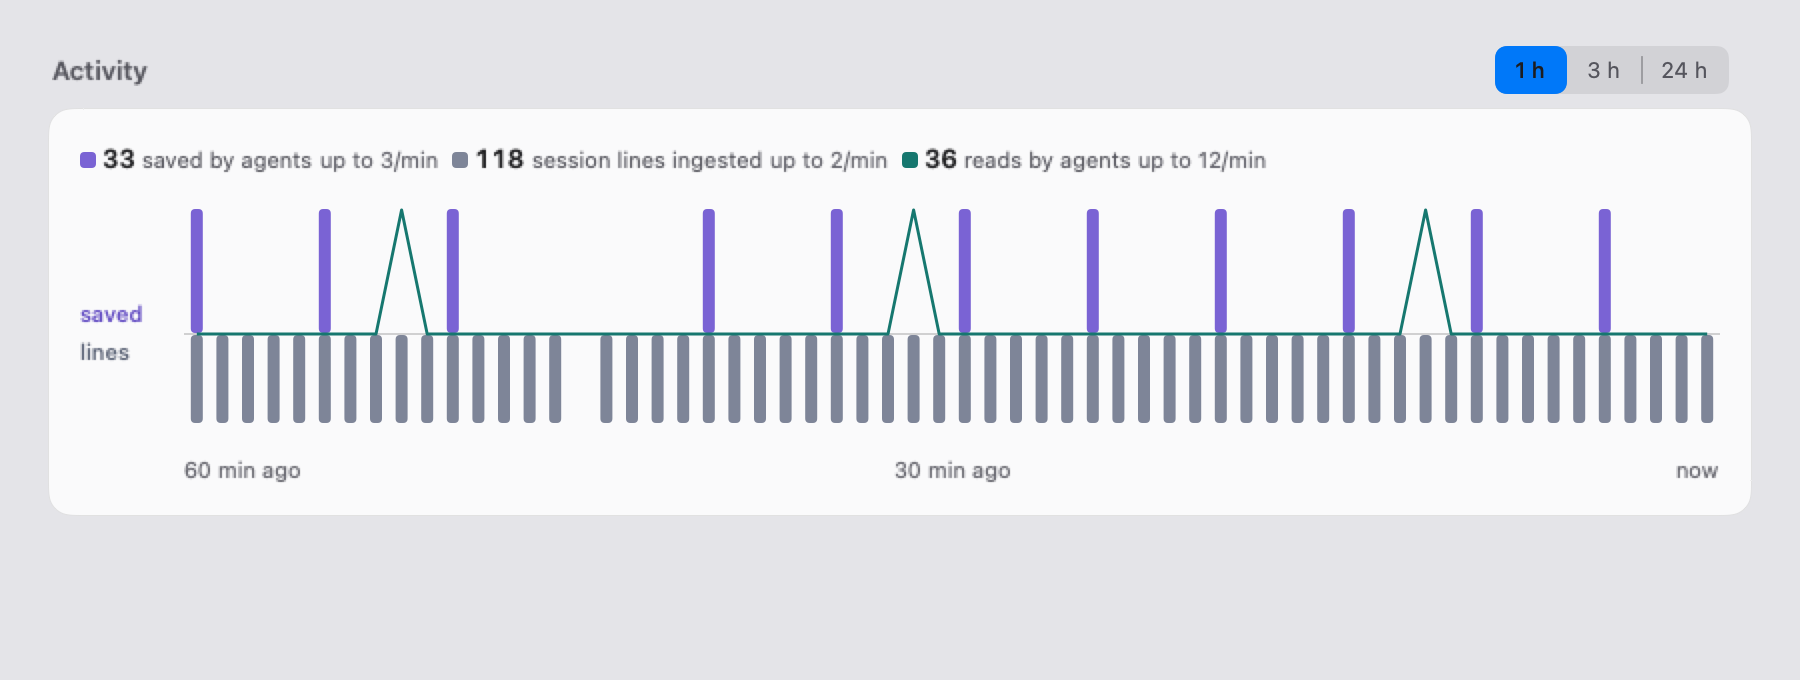 Activity
1 h 3 h 24 h
33 saved by agents up to 3/min 118 session lines ingested up to 2/min 36 reads by agents up to 12/min
saved
lines
60 min ago 30 min ago now